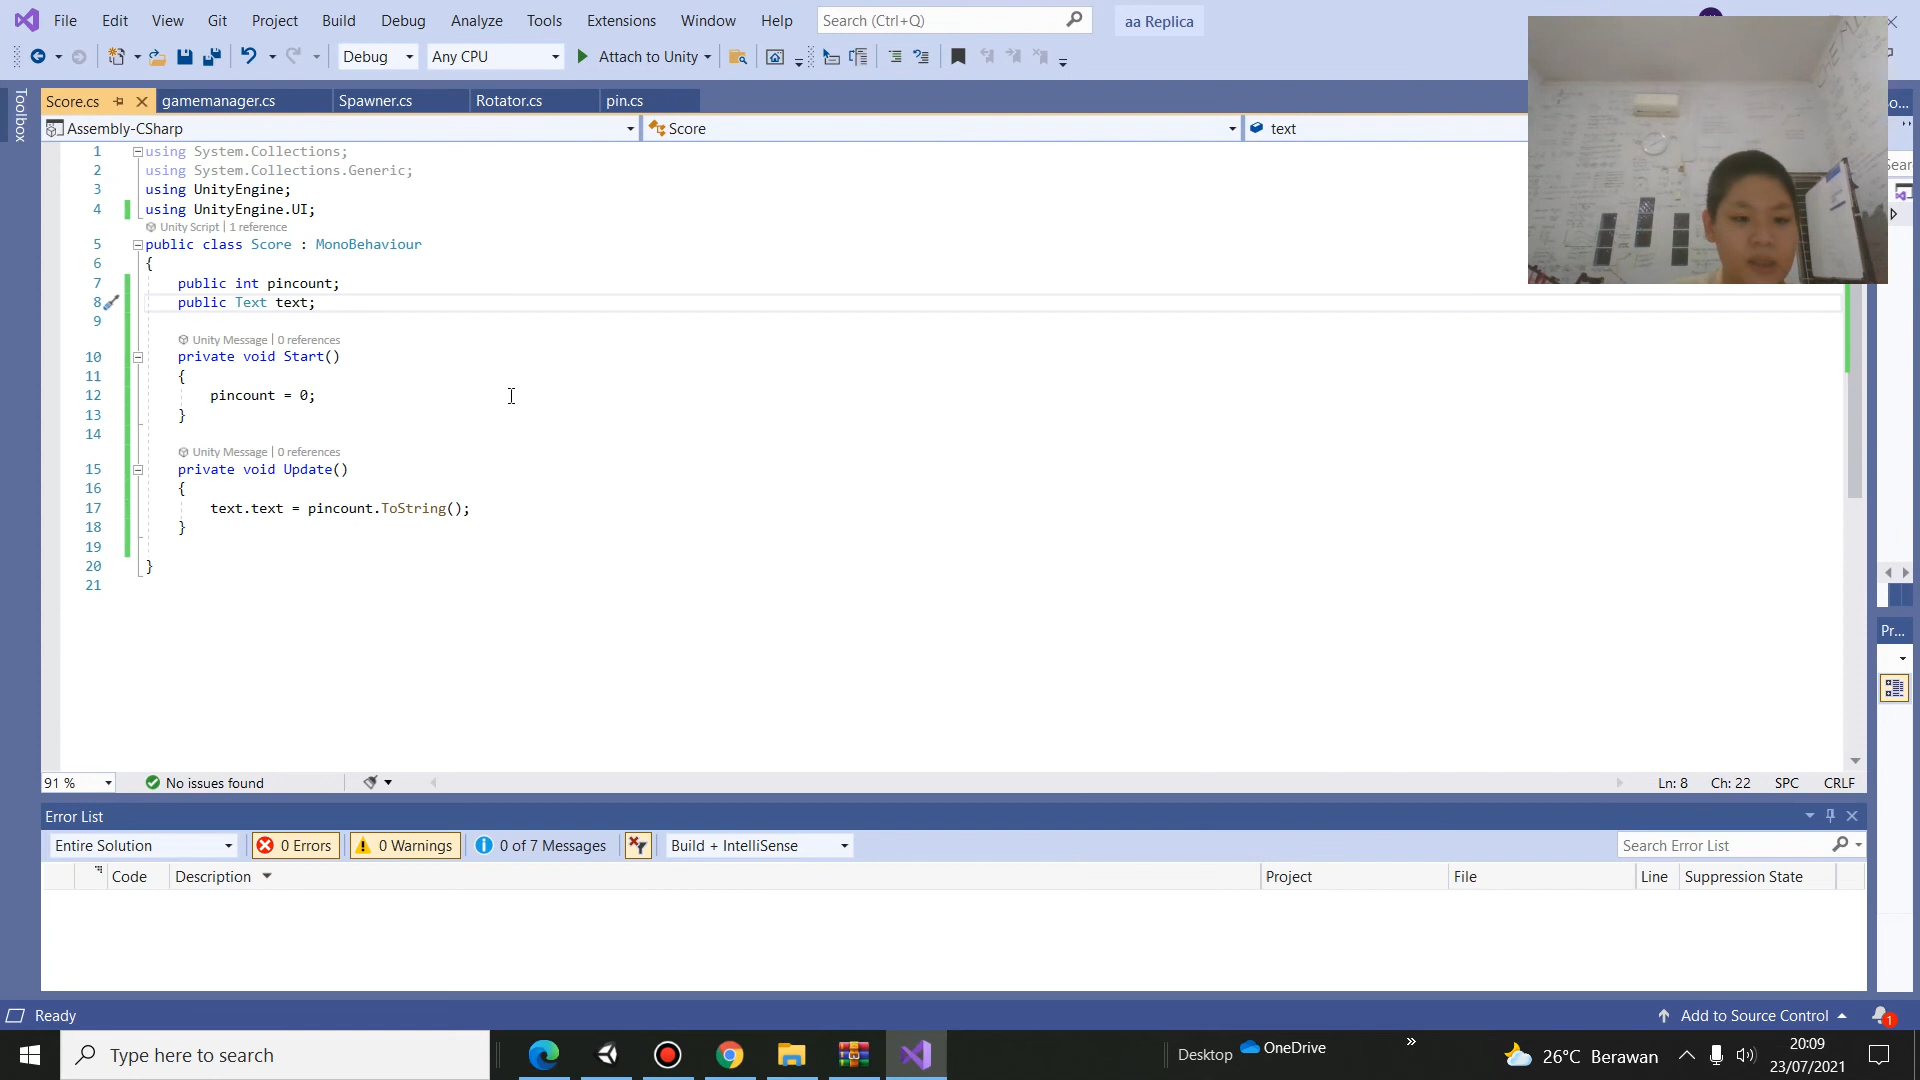 File Edit View Git Project Build Debug Analyze Tools Extensions Window Help Search (Ctrl+Q) aa Replica
Debug Any CPU Attach to Unity
Toolbox
Score.cs gamemanager.cs Spawner.cs Rotator.cs pin.cs
Assembly-CSharp Score text
1 using System.Collections;
2 using System.Collections.Generic;
3 using UnityEngine;
4 using UnityEngine.UI;
Unity Script | 1 reference
5 public class Score : MonoBehaviour
6 {
7 public int pincount;
8 public Text text;
9
Unity Message | 0 references
10 private void Start()
11 {
12 pincount = 0;
13 }
14
Unity Message | 0 references
15 private void Update()
16 {
17 text.text = pincount.ToString();
18 }
19
20 }
21
Pr...
91 % No issues found Ln: 8 Ch: 22 SPC CRLF
Error List
Entire Solution 0 Errors 0 Warnings 0 of 7 Messages Build + IntelliSense Search Error List
Code Description Project File Line Suppression State
Ready Add to Source Control 1
Type here to search Desktop OneDrive 26°C Berawan 20:09
23/07/2021